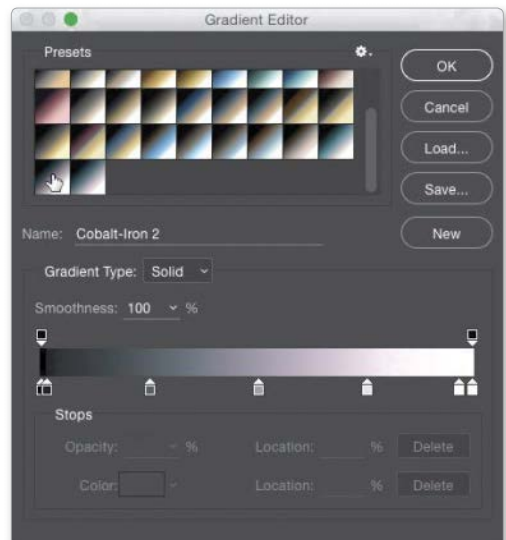 Gradient Editor
Presets
OK
Cancel
Load...
Save...
New
Name: Cobalt-Iron 2
Gradient Type: Solid
Smoothness: 100 %
Stops
Opacity: % Location: % Delete
Color: Location: % Delete